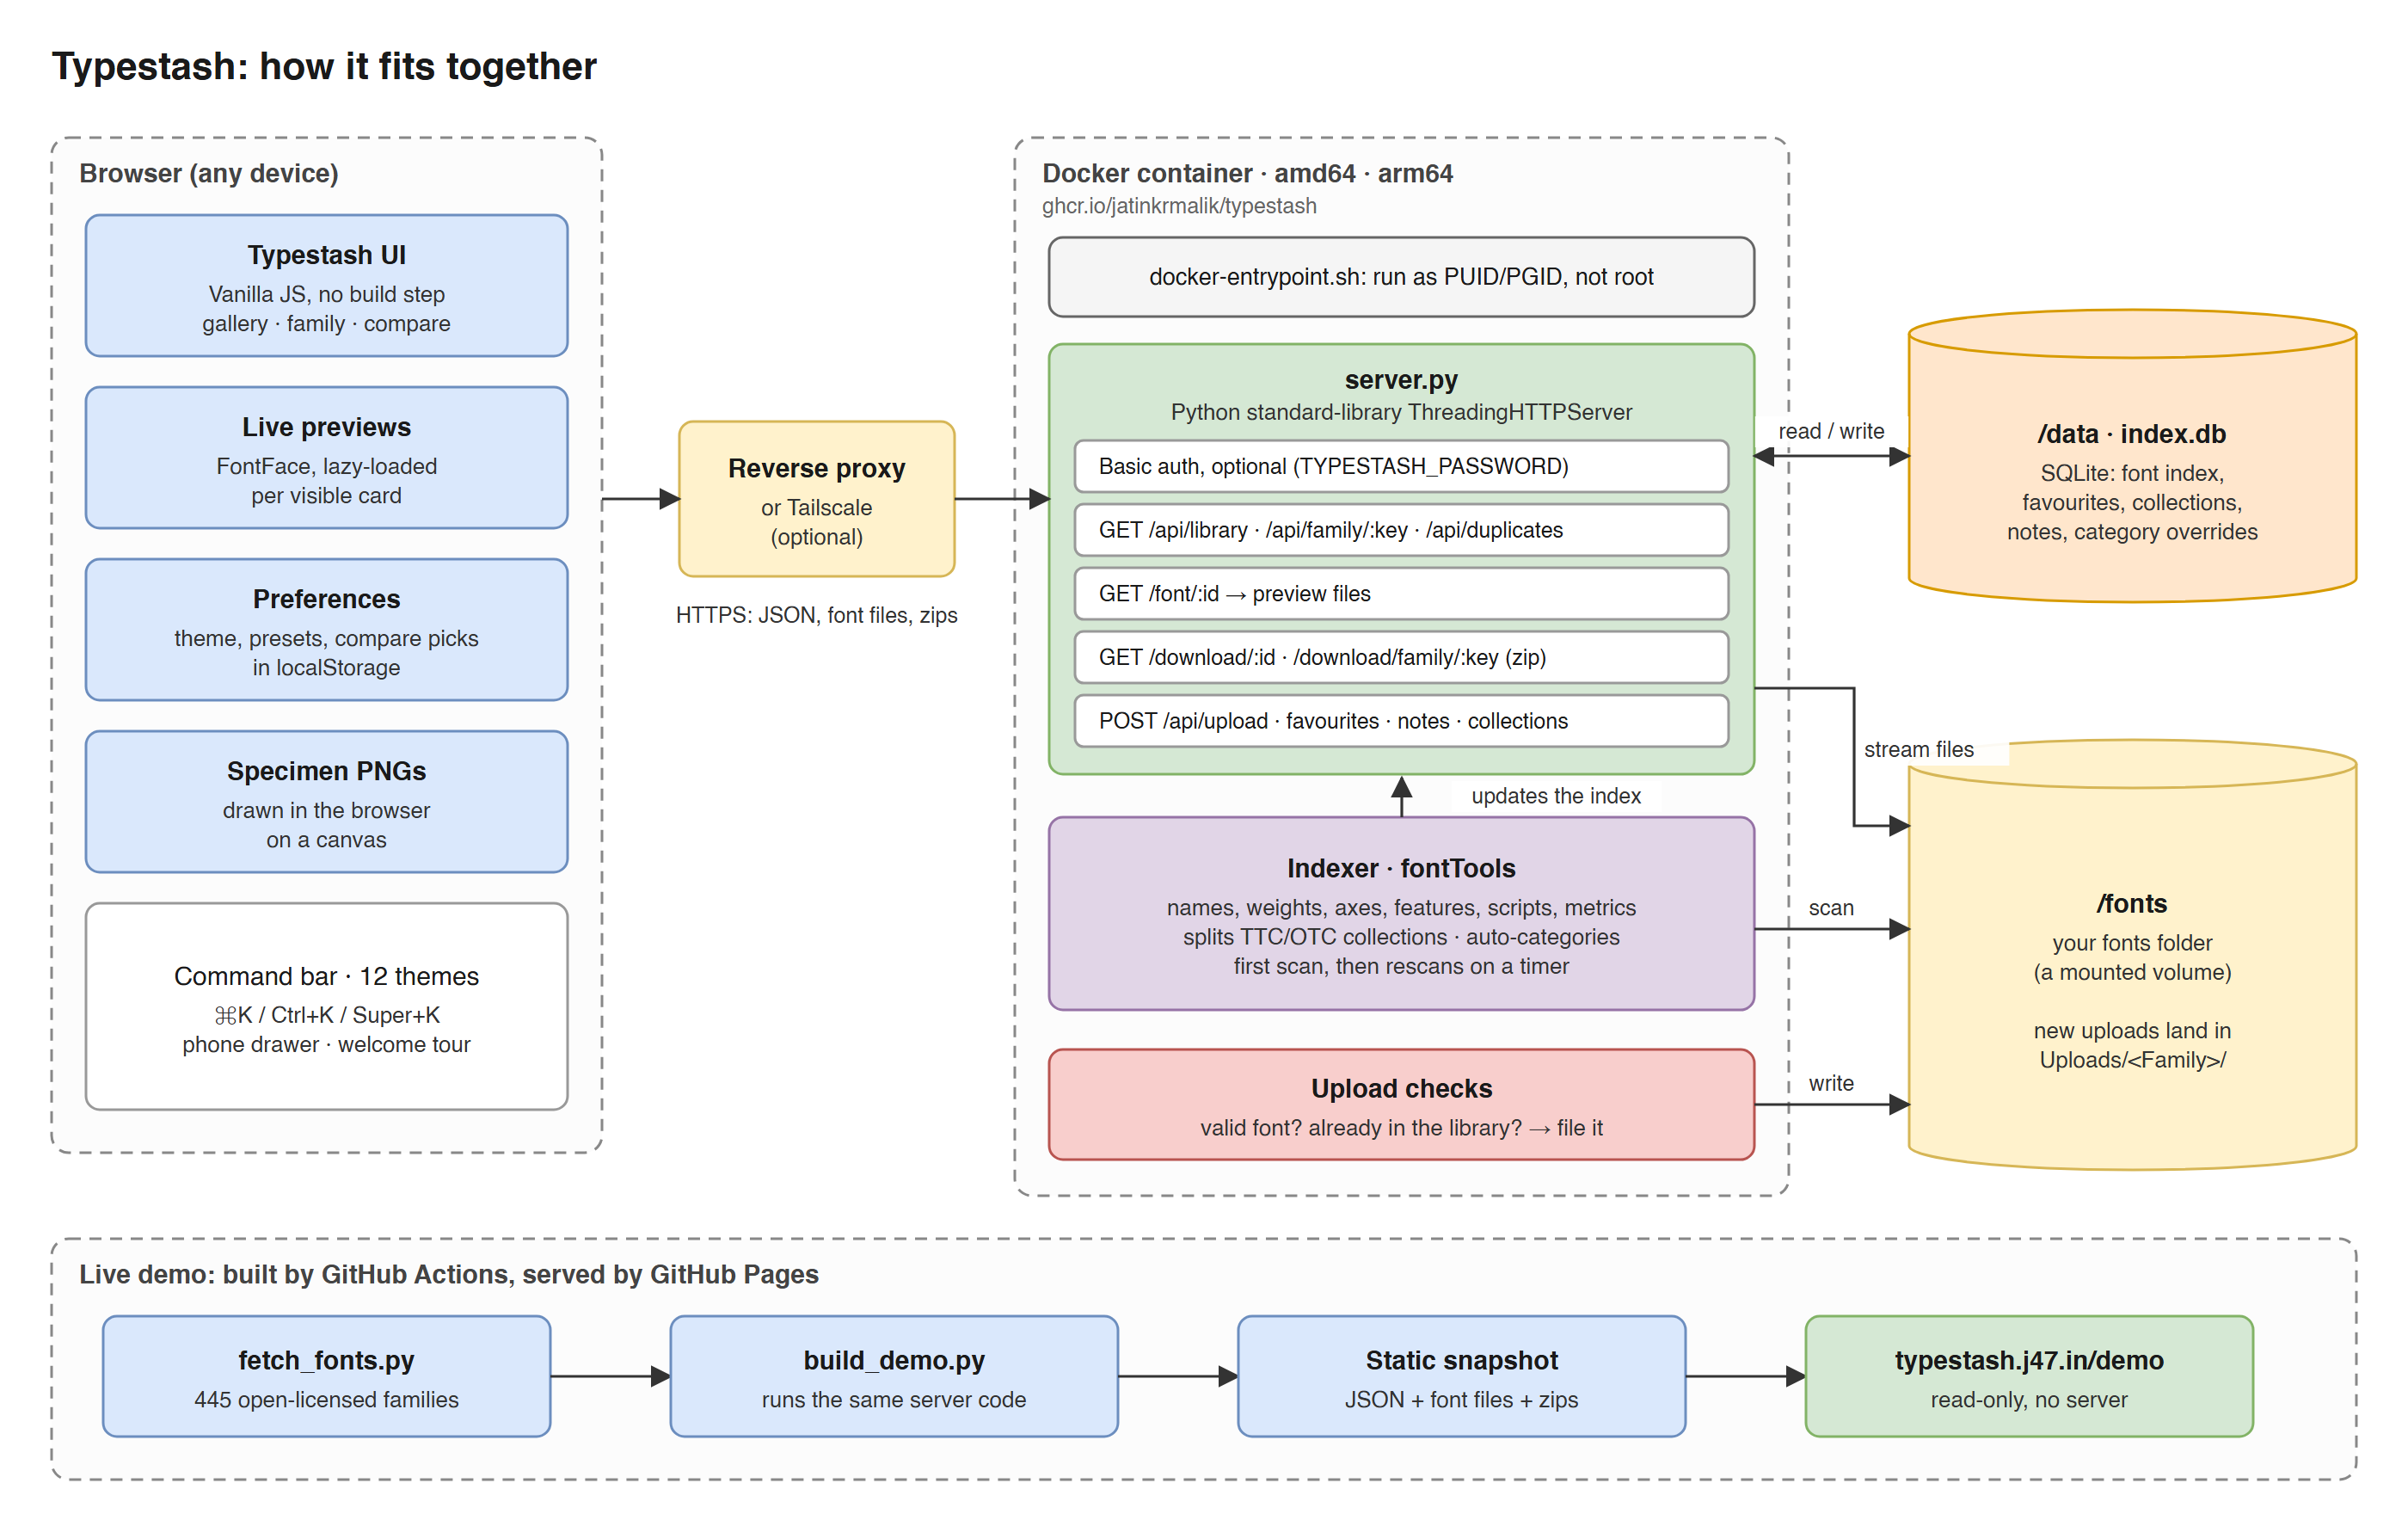 Typestash: how it fits together
Browser (any device)
Typestash UI
Vanilla JS, no build step
gallery · family · compare
Live previews
FontFace, lazy-loaded
per visible card
Preferences
theme, presets, compare picks
in localStorage
Specimen PNGs
drawn in the browser
on a canvas
Command bar · 12 themes
⌘K / Ctrl+K / Super+K
phone drawer · welcome tour
Reverse proxy
or Tailscale
(optional)
HTTPS: JSON, font files, zips
Docker container · amd64 · arm64
ghcr.io/jatinkrmalik/typestash
docker-entrypoint.sh: run as PUID/PGID, not root
server.py
Python standard-library ThreadingHTTPServer
Basic auth, optional (TYPESTASH_PASSWORD)
GET /api/library · /api/family/:key · /api/duplicates
GET /font/:id → preview files
GET /download/:id · /download/family/:key (zip)
POST /api/upload · favourites · notes · collections
updates the index
Indexer · fontTools
names, weights, axes, features, scripts, metrics
splits TTC/OTC collections · auto-categories
first scan, then rescans on a timer
Upload checks
valid font? already in the library? → file it
read / write
stream files
scan
write
/data · index.db
SQLite: font index,
favourites, collections,
notes, category overrides
/fonts
your fonts folder
(a mounted volume)
new uploads land in
Uploads/<Family>/
Live demo: built by GitHub Actions, served by GitHub Pages
fetch_fonts.py
445 open-licensed families
build_demo.py
runs the same server code
Static snapshot
JSON + font files + zips
typestash.j47.in/demo
read-only, no server